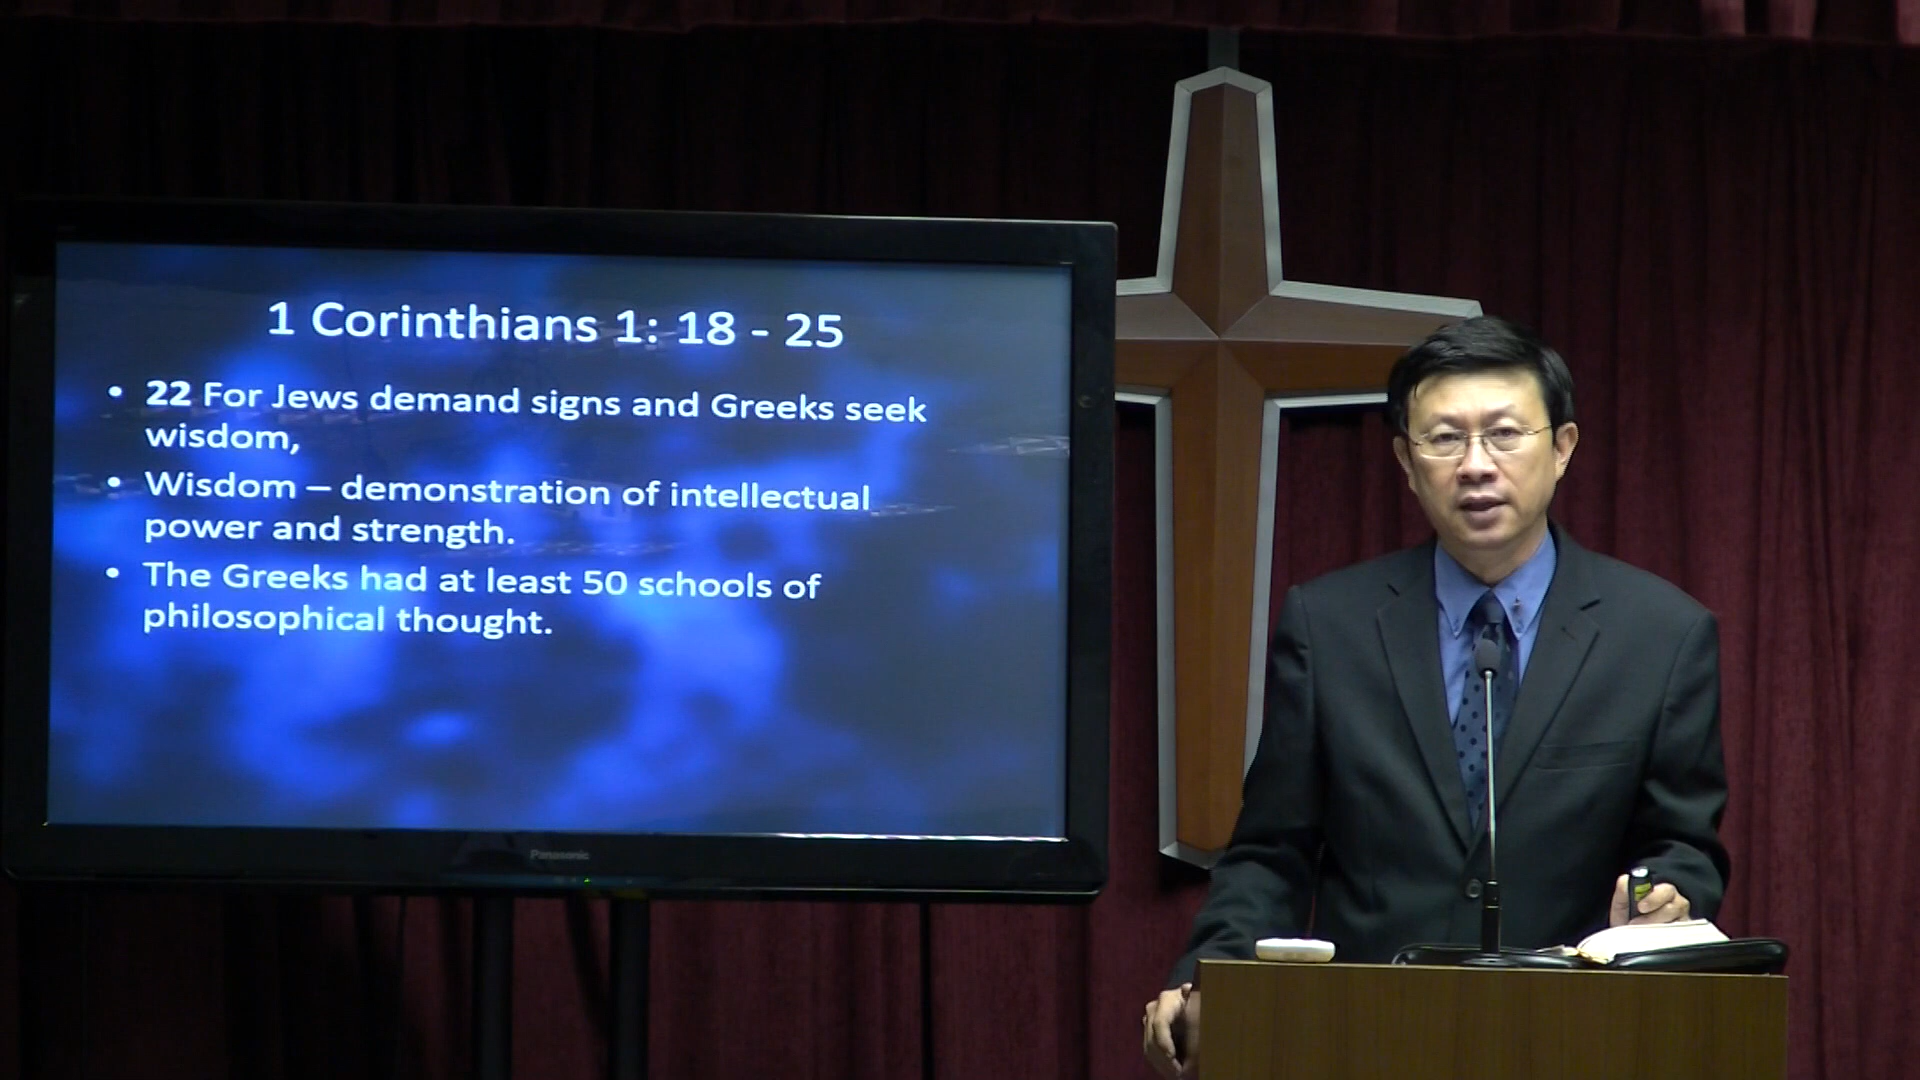 1 Corinthians 1: 18 - 25
• 22 For Jews demand signs and Greeks seek
wisdom,
• Wisdom – demonstration of intellectual
power and strength.
• The Greeks had at least 50 schools of
philosophical thought.
Panasonic